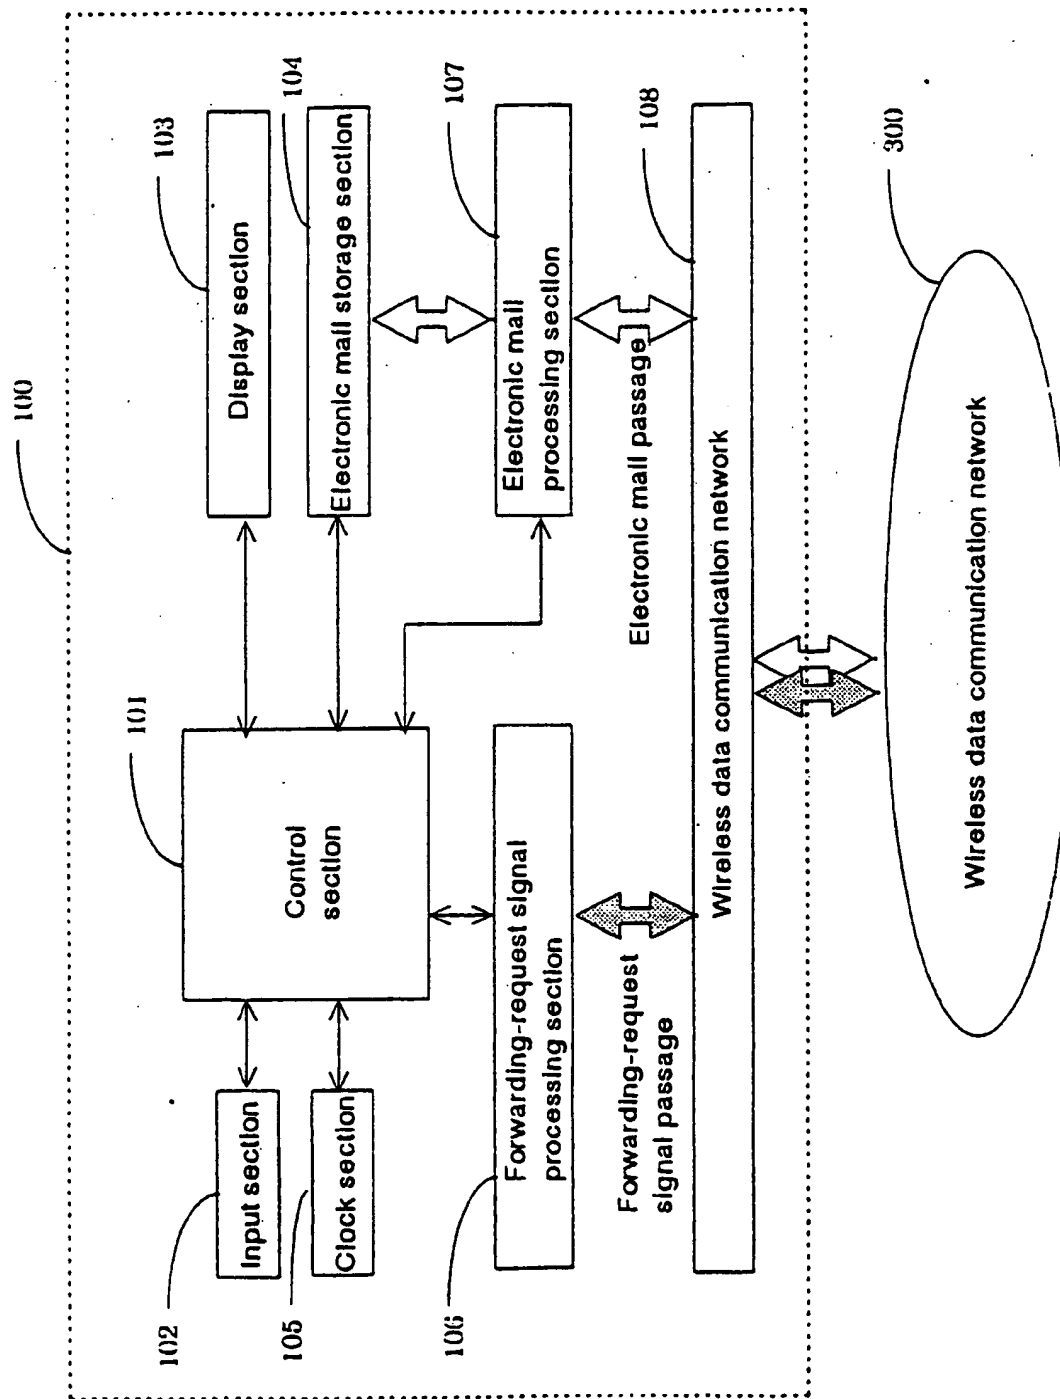 100
101
103
Display section
104
Electronic mail storage section
102
Input section
105
Clock section
Control
section
106
Forwarding-request signal
processing section
107
Electronic mail
processing section
Forwarding-request
signal passage
Electronic mail passage
108
Wireless data communication network
300
Wireless data communication network